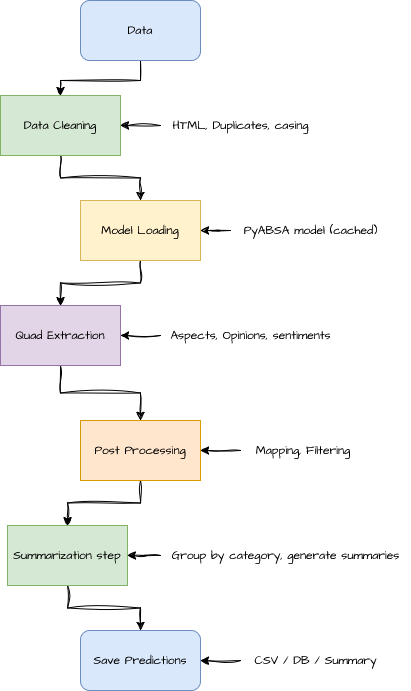 Data
Data Cleaning
HTML, Duplicates, casing
Model Loading
PyABSA model (cached)
Quad Extraction
Aspects, Opinions, sentiments
Post Processing
Mapping, Filtering
Summarization step
Group by category, generate summaries
Save Predictions
CSV / DB / Summary